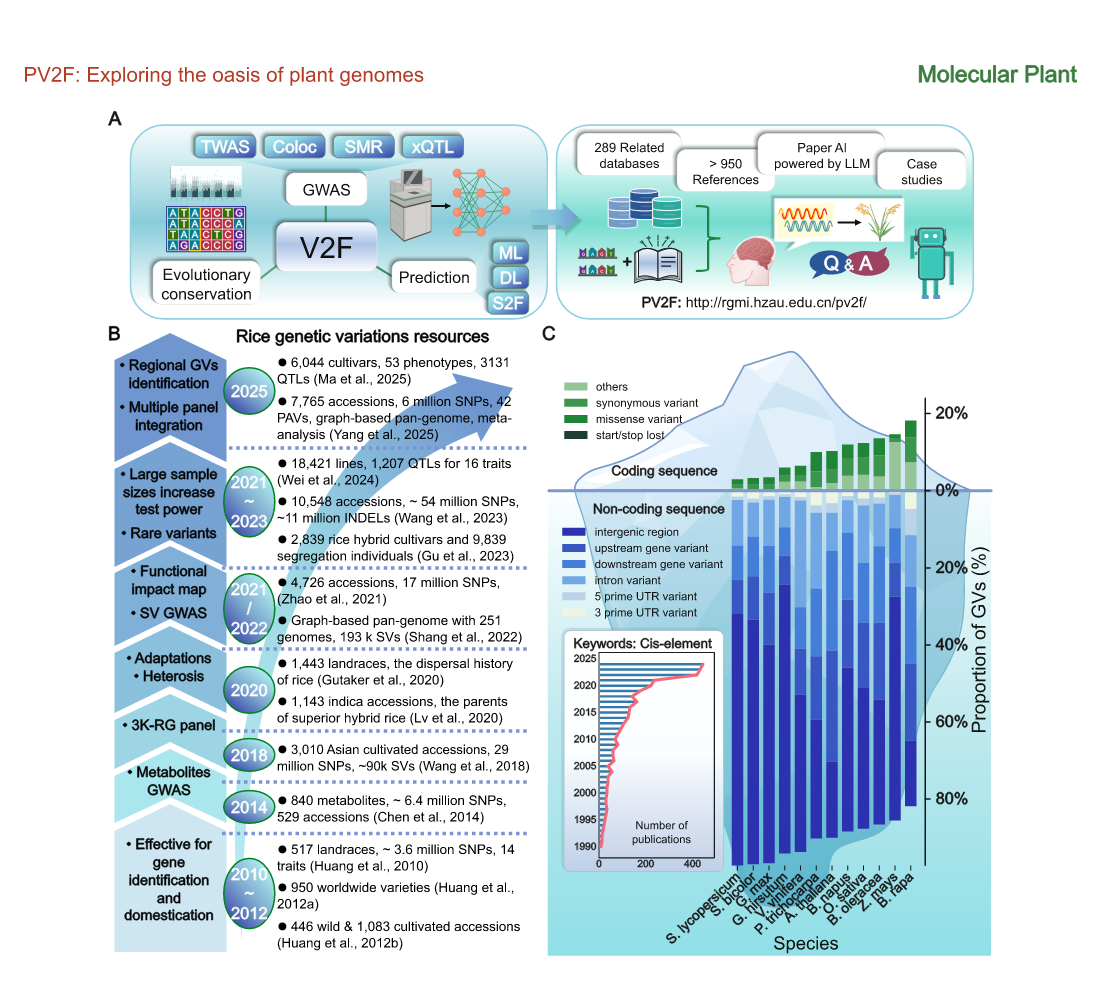 PV2F: Exploring the oasis of plant genomes
Molecular Plant
A
TWAS
Coloc
SMR
xQTL
GWAS
V2F
A T A C C T G
A T A C C C A
T A A C T C G
A G A C C C G
Evolutionary
conservation
Prediction
ML
DL
S2F
289 Related
databases
> 950
References
Paper AI
powered by LLM
Case
studies
G A C T
G A C T
+
Q & A
PV2F: http://rgmi.hzau.edu.cn/pv2f/
B
Rice genetic variations resources
• Regional GVs
identification
• Multiple panel
integration
2025
● 6,044 cultivars, 53 phenotypes, 3131
QTLs (Ma et al., 2025)
● 7,765 accessions, 6 million SNPs, 42
PAVs, graph-based pan-genome, meta-
analysis (Yang et al., 2025)
• Large sample
sizes increase
test power
• Rare variants
2021
~
2023
● 18,421 lines, 1,207 QTLs for 16 traits
(Wei et al., 2024)
● 10,548 accessions, ~ 54 million SNPs,
~11 million INDELs (Wang et al., 2023)
● 2,839 rice hybrid cultivars and 9,839
segregation individuals (Gu et al., 2023)
• Functional
impact map
• SV GWAS
2021
/
2022
● 4,726 accessions, 17 million SNPs,
(Zhao et al., 2021)
● Graph-based pan-genome with 251
genomes, 193 k SVs (Shang et al., 2022)
• Adaptations
• Heterosis
2020
● 1,443 landraces, the dispersal history
of rice (Gutaker et al., 2020)
● 1,143 indica accessions, the parents
of superior hybrid rice (Lv et al., 2020)
• 3K-RG panel
2018
● 3,010 Asian cultivated accessions, 29
million SNPs, ~90k SVs (Wang et al., 2018)
• Metabolites
GWAS
2014
● 840 metabolites, ~ 6.4 million SNPs,
529 accessions (Chen et al., 2014)
• Effective for
gene
identification
and
domestication
2010
~
2012
● 517 landraces, ~ 3.6 million SNPs, 14
traits (Huang et al., 2010)
● 950 worldwide varieties (Huang et al.,
2012a)
● 446 wild & 1,083 cultivated accessions
(Huang et al., 2012b)
C
others
synonymous variant
missense variant
start/stop lost
Coding sequence
Non-coding sequence
intergenic region
upstream gene variant
downstream gene variant
intron variant
5 prime UTR variant
3 prime UTR variant
Keywords: Cis-element
2025
2020
2015
2010
2005
2000
1995
1990
Number of
publications
0 200 400
20%
0%
20%
40%
60%
80%
Proportion of GVs (%)
S. lycopersicum
S. bicolor
G. max
G. hirsutum
V. vinifera
P. trichocarpa
A. thaliana
B. napus
O. sativa
B. oleracea
Z. mays
B. rapa
Species